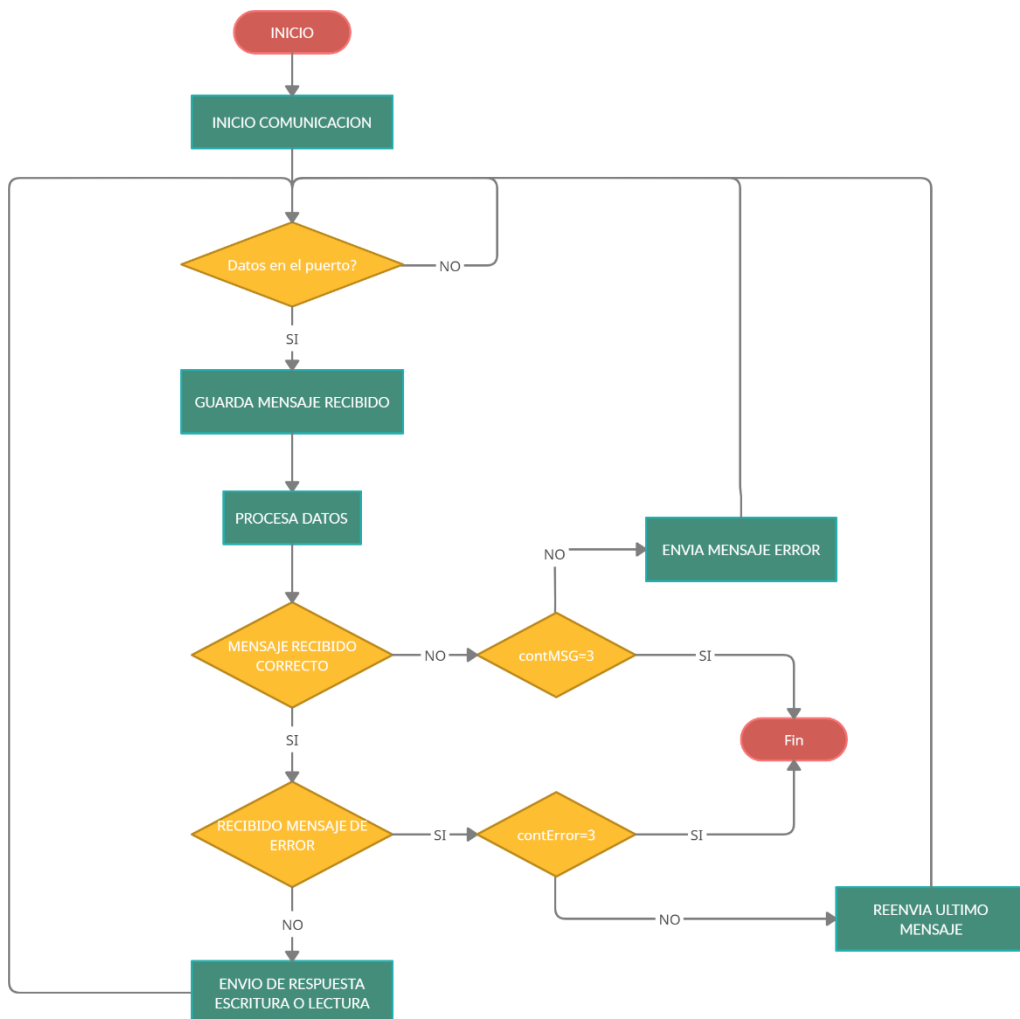 INICIO
INICIO COMUNICACION
Datos en el puerto?
NO
SI
GUARDA MENSAJE RECIBIDO
PROCESA DATOS
NO
ENVIA MENSAJE ERROR
MENSAJE RECIBIDO
CORRECTO
NO
contMSG=3
SI
SI
Fin
RECIBIDO MENSAJE DE
ERROR
SI
contError=3
SI
NO
NO
REENVIA ULTIMO
MENSAJE
ENVIO DE RESPUESTA
ESCRITURA O LECTURA